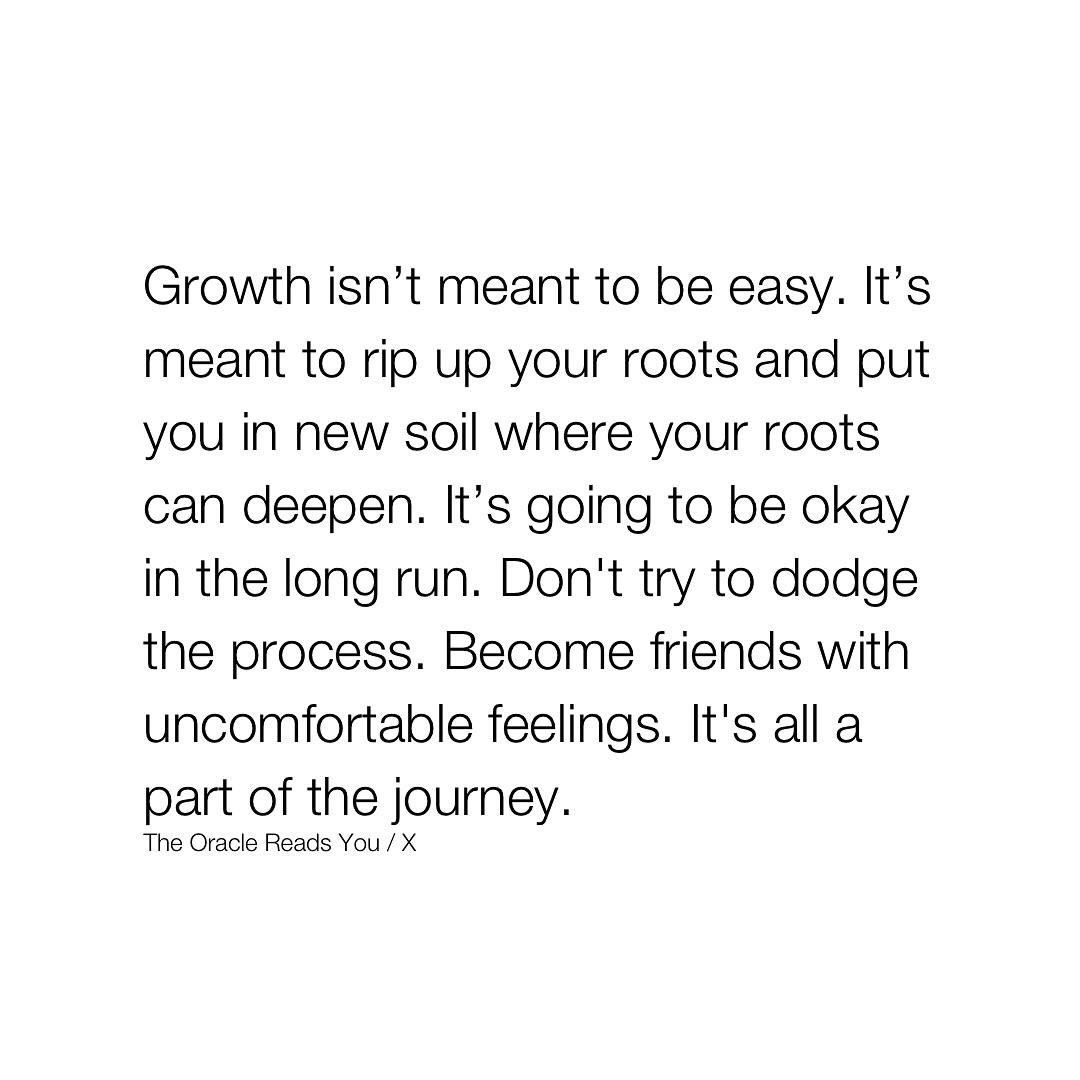 Growth isn’t meant to be easy. It’s
meant to rip up your roots and put
you in new soil where your roots
can deepen. It’s going to be okay
in the long run. Don't try to dodge
the process. Become friends with
uncomfortable feelings. It's all a
part of the journey.
The Oracle Reads You / X